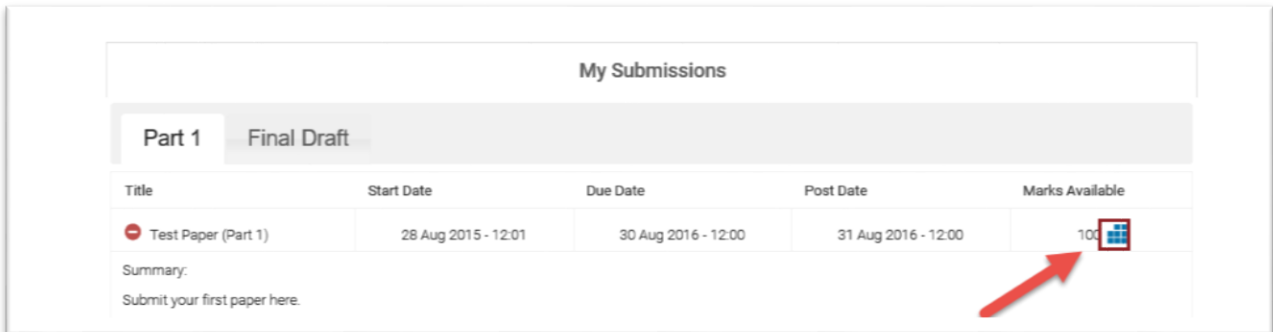 My Submissions
Part 1 Final Draft
Title Start Date Due Date Post Date Marks Available
Test Paper (Part 1) 28 Aug 2015 - 12:01 30 Aug 2016 - 12:00 31 Aug 2016 - 12:00 100
Summary:
Submit your first paper here.